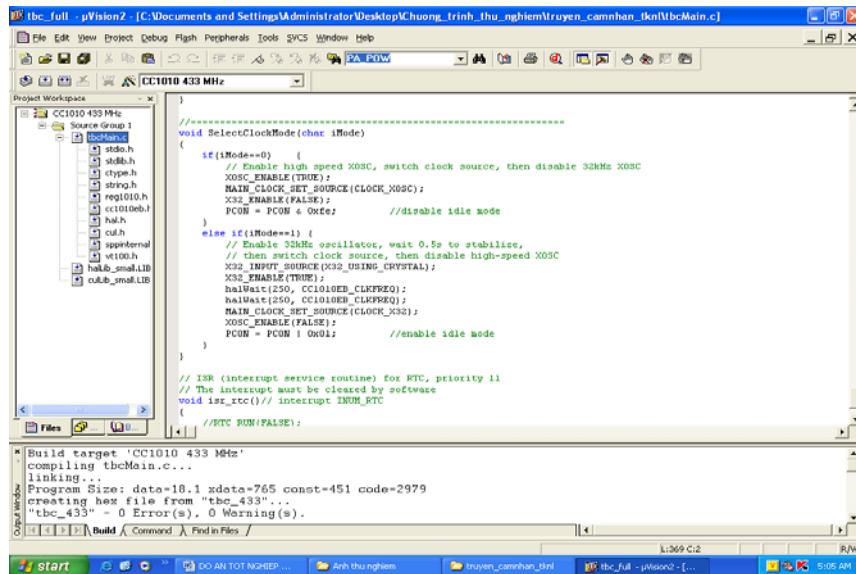 tbc_full - µVision2 - [C:\Documents and Settings\Administrator\Desktop\Chuong_trinh_thu_nghiem\truyen_camnhan_tknl\tbcMain.c]
File Edit View Project Debug Flash Peripherals Tools SVCS Window Help
PA_POW
CC1010 433 MHz
Project Workspace
CC1010 433 MHz
Source Group 1
tbcMain.c
stdio.h
stdlib.h
ctype.h
string.h
reg1010.h
cc1010eb.h
hal.h
cul.h
sppinternal
vt100.h
halLib_small.LIB
culLib_small.LIB
Files
}
//============================================================
void SelectClockMode(char iMode)
{
if(iMode==0) {
// Enable high speed XOSC, switch clock source, then disable 32kHz XOSC
XOSC_ENABLE(TRUE);
MAIN_CLOCK_SET_SOURCE(CLOCK_XOSC);
X32_ENABLE(FALSE);
PCON = PCON & 0xfe; //disable idle mode
}
else if(iMode==1) {
// Enable 32kHz oscillator, wait 0.5s to stabilize,
// then switch clock source, then disable high-speed XOSC
X32_INPUT_SOURCE(X32_USING_CRYSTAL);
X32_ENABLE(TRUE);
halWait(250, CC1010EB_CLKFREQ);
halWait(250, CC1010EB_CLKFREQ);
MAIN_CLOCK_SET_SOURCE(CLOCK_X32);
XOSC_ENABLE(FALSE);
PCON = PCON | 0x01; //enable idle mode
}
}
// ISR (interrupt service routine) for RTC, priority 11
// The interrupt must be cleared by software
void isr_rtc()// interrupt INUM_RTC
{
//RTC_RUN(FALSE);
Output Window
Build target 'CC1010 433 MHz'
compiling tbcMain.c...
linking...
Program Size: data=18.1 xdata=765 const=451 code=2979
creating hex file from "tbc_433"...
"tbc_433" - 0 Error(s), 0 Warning(s).
Build Command Find in Files
L:369 C:2 R/W
start DO AN TOT NGHIEP ... Anh thu nghiem truyen_camnhan_tknl tbc_full - µVision2 - [... 5:05 AM